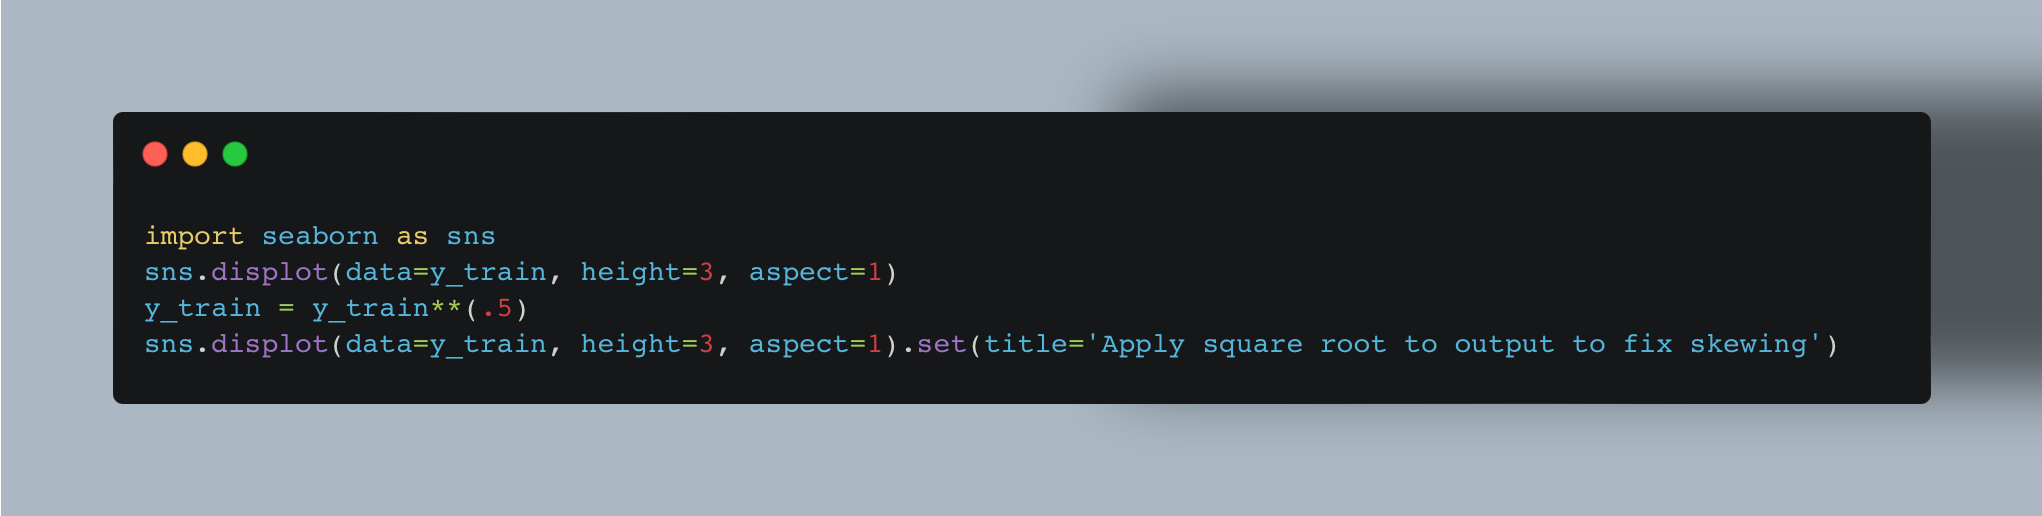 import seaborn as sns
sns.displot(data=y_train, height=3, aspect=1)
y_train = y_train**(.5)
sns.displot(data=y_train, height=3, aspect=1).set(title='Apply square root to output to fix skewing')